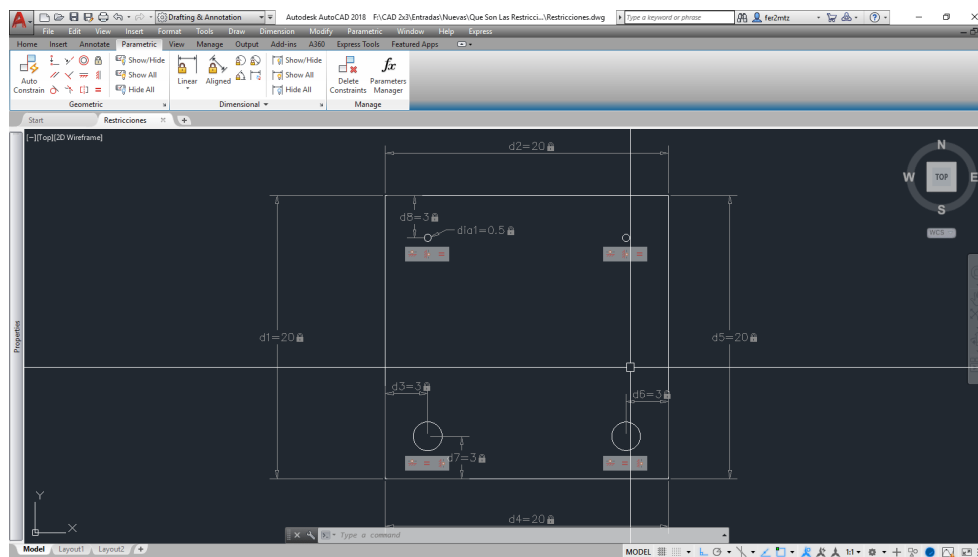 Drafting & Annotation
Autodesk AutoCAD 2018 F:\CAD 2x3\Entradas\Nuevas\Que Son Las Restricci...\Restricciones.dwg
Type a keyword or phrase
fer2mtz
File Edit View Insert Format Tools Draw Dimension Modify Parametric Window Help Express
Home Insert Annotate Parametric View Manage Output Add-ins A360 Express Tools Featured Apps
Auto Constrain
Show/Hide
Show All
Hide All
Linear
Aligned
Show/Hide
Show All
Hide All
Delete Constraints
fx
Parameters Manager
Geometric
Dimensional
Manage
Start
Restricciones
[−][Top][2D Wireframe]
d2=20
N
W
TOP
E
S
WCS
d8=3
dia1=0.5
d1=20
d5=20
Properties
d3=3
d6=3
d7=3
Y
X
d4=20
Type a command
Model Layout1 Layout2 +
MODEL
1:1